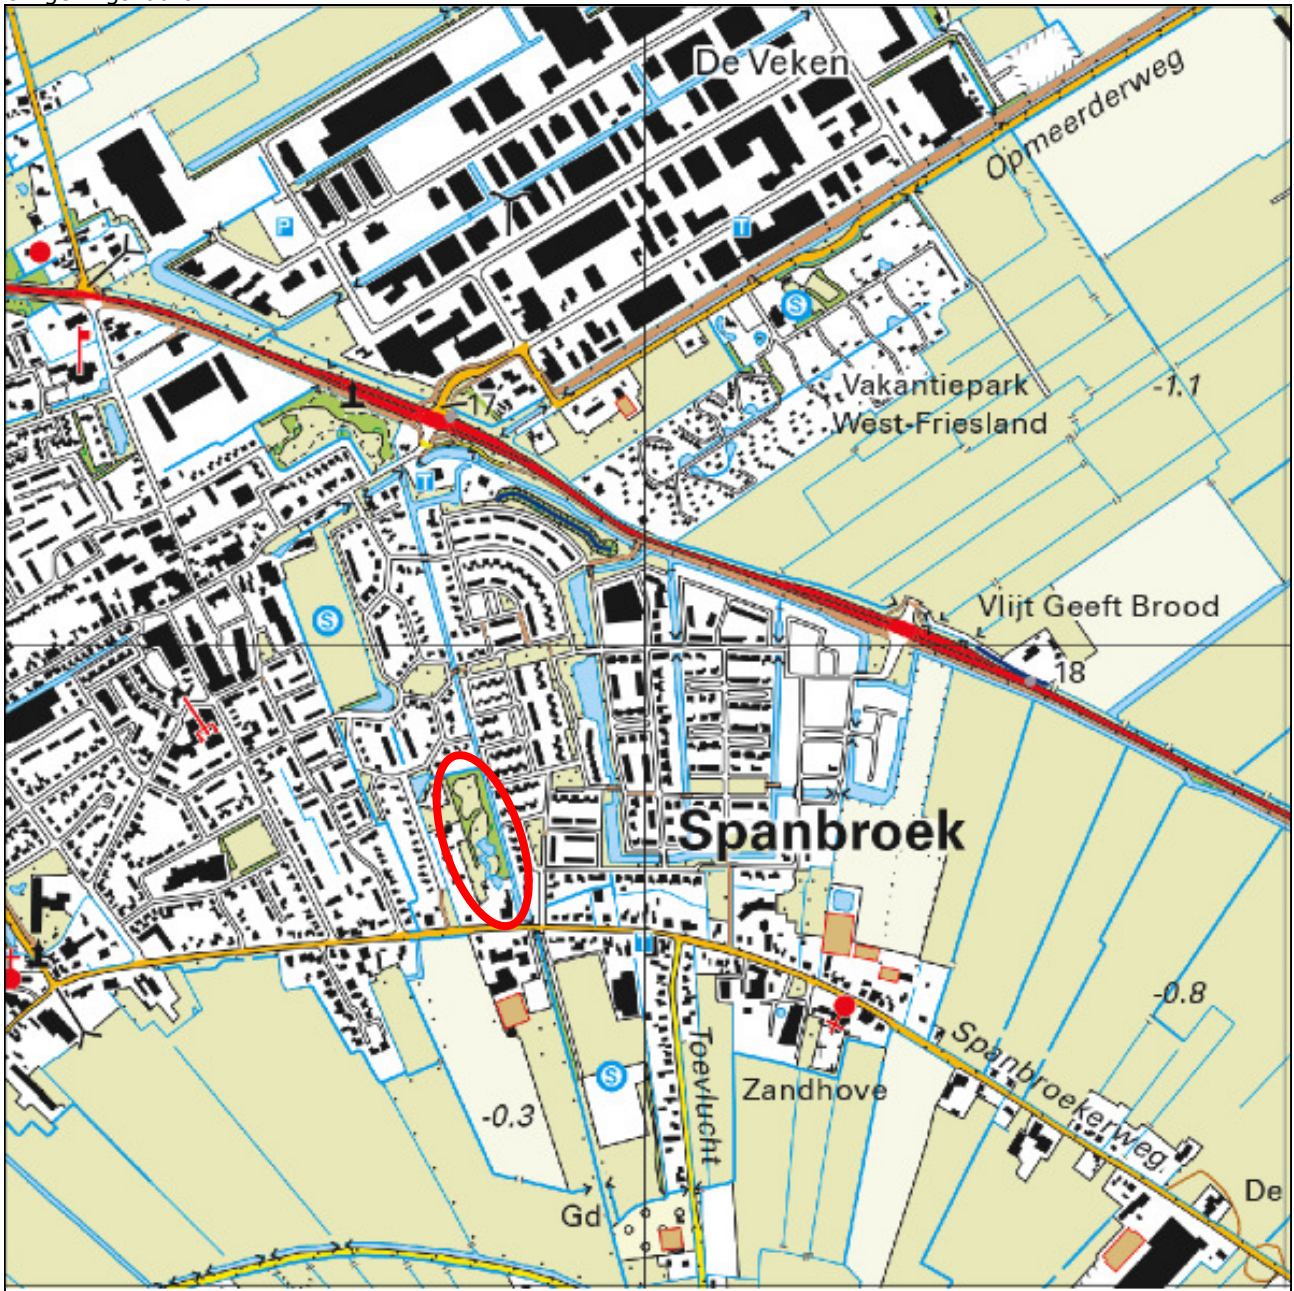 De Veken
Opmeerderweg
P
T
S
17
Vakantiepark
West-Friesland
-1.1
T
S
Vlijt Geeft Brood
18
Spanbroek
-0.8
Spanbroekerweg
S
Toevlucht
Zandhove
-0.3
Gd
De